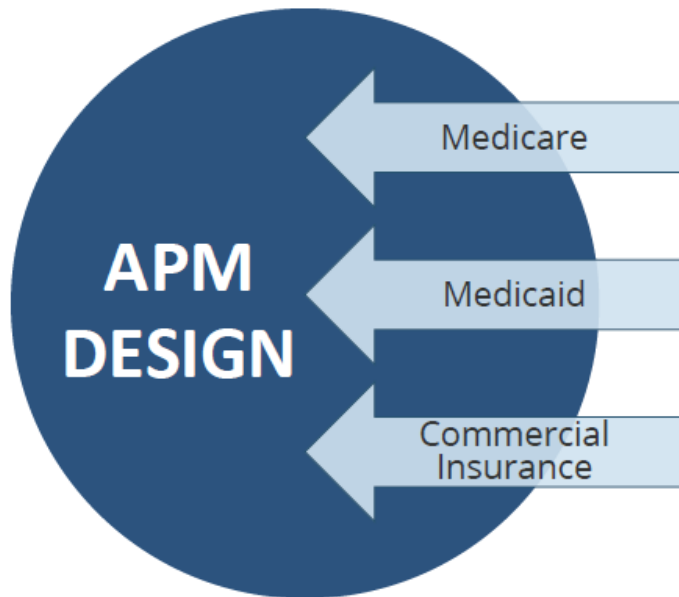 APM
DESIGN
Medicare
Medicaid
Commercial
Insurance